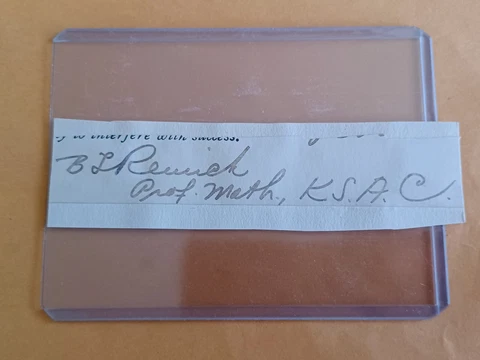 to interfere with success.
B L Remick
Prof. Math., K.S.A.C.